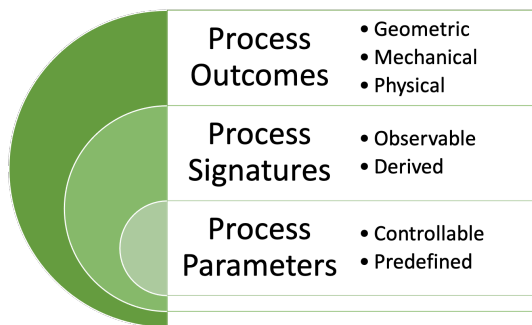 Process
Outcomes
• Geometric
• Mechanical
• Physical
Process
Signatures
• Observable
• Derived
Process
Parameters
• Controllable
• Predefined